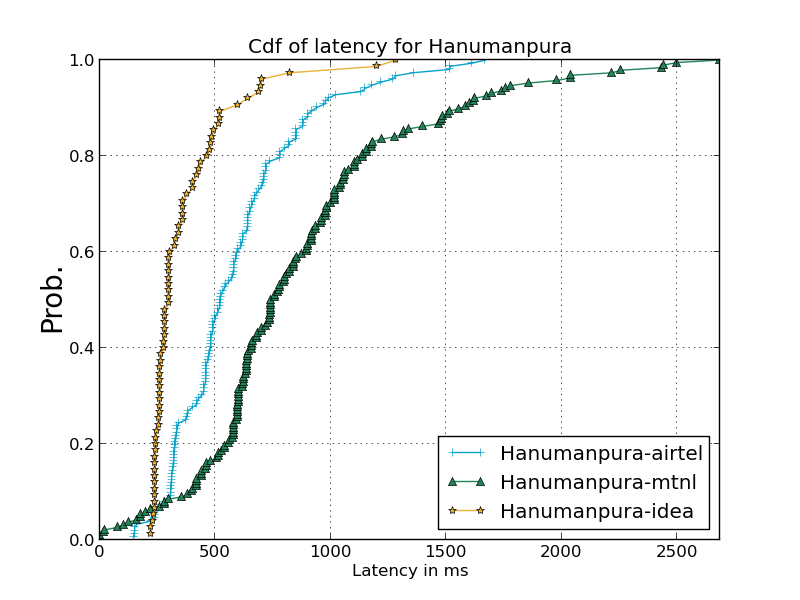 Cdf of latency for Hanumanpura
1.0
0.8
0.6
0.4
0.2
0.0
Prob.
Hanumanpura-airtel
Hanumanpura-mtnl
Hanumanpura-idea
0 500 1000 1500 2000 2500
Latency in ms